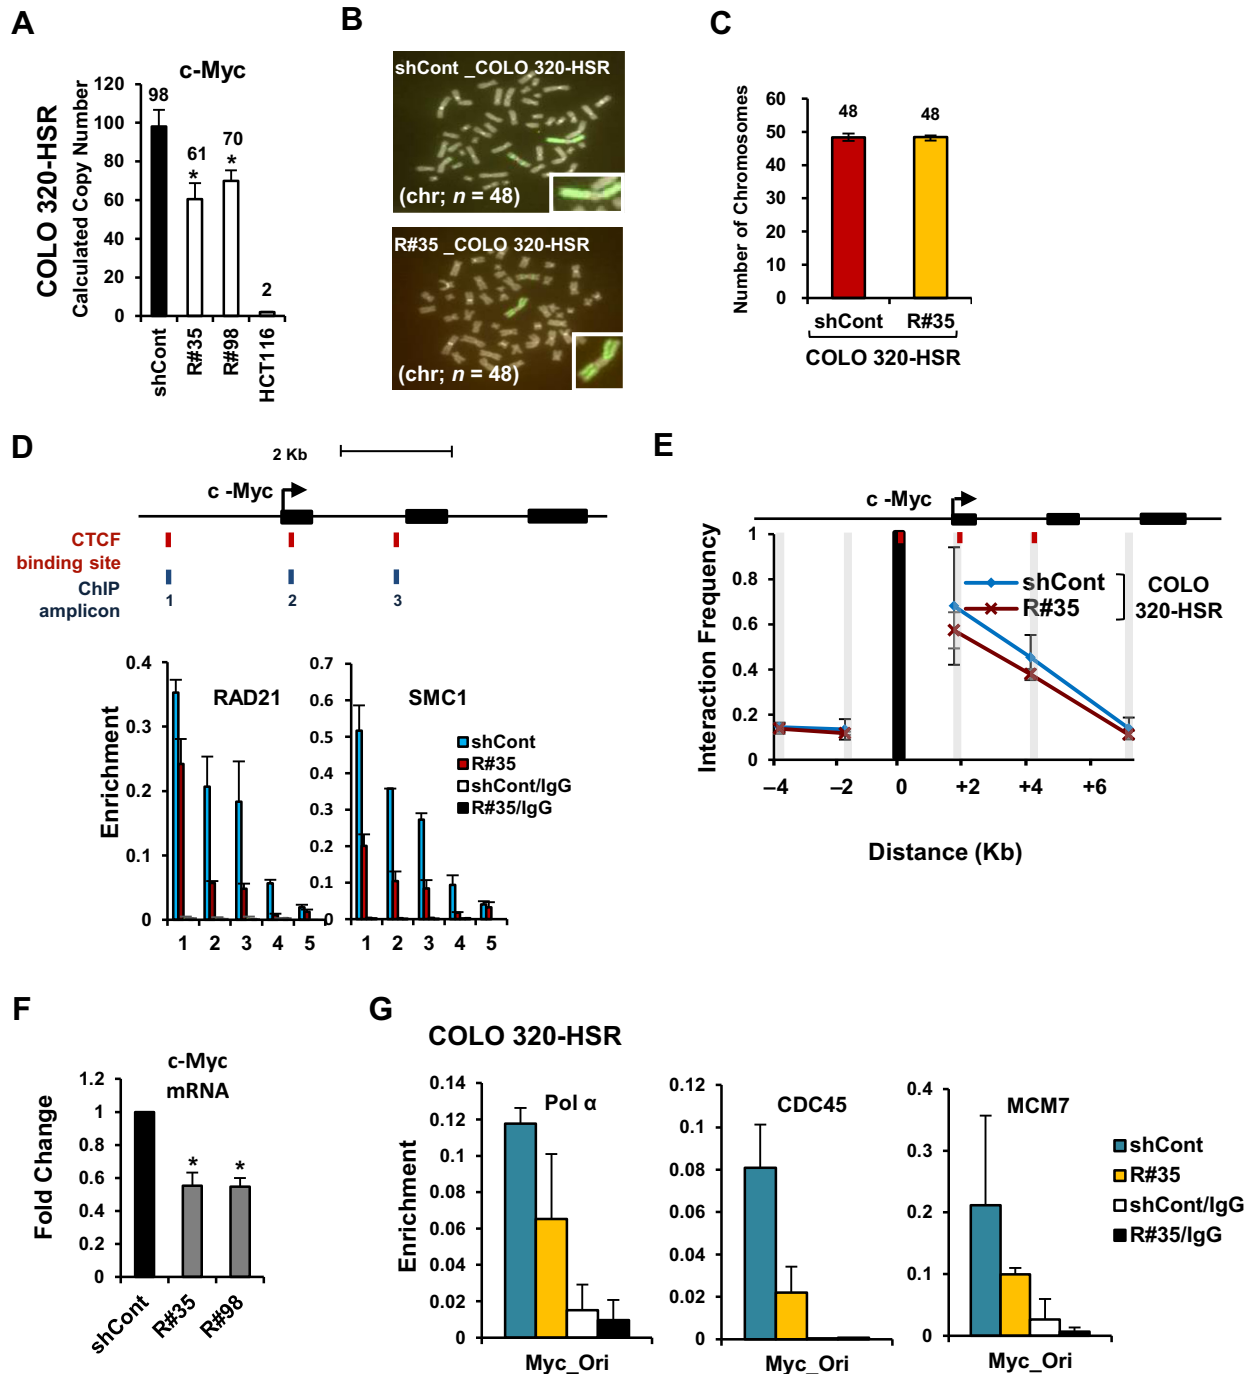 A
c-Myc
COLO 320-HSR
Calculated Copy Number
120
100
80
60
40
20
0
98
61
*
70
*
2
shCont
R#35
R#98
HCT116
B
shCont _COLO 320-HSR
(chr; n = 48)
R#35 _COLO 320-HSR
(chr; n = 48)
C
Number of Chromosomes
60
50
40
30
20
10
0
48
48
shCont
R#35
COLO 320-HSR
D
2 Kb
c -Myc
CTCF
binding site
ChIP
amplicon
1
2
3
Enrichment
0.4
0.3
0.2
0.1
0
RAD21
1 2 3 4 5
0.7
0.6
0.5
0.4
0.3
0.2
0.1
0
SMC1
shCont
R#35
shCont/IgG
R#35/IgG
1 2 3 4 5
E
c -Myc
Interaction Frequency
1
0.8
0.6
0.4
0.2
0
shCont
R#35
COLO
320-HSR
–4 –2 0 +2 +4 +6
Distance (Kb)
F
c-Myc
mRNA
Fold Change
1.2
1
0.8
0.6
0.4
0.2
0
*
*
shCont
R#35
R#98
G
COLO 320-HSR
Enrichment
0.14
0.12
0.1
0.08
0.06
0.04
0.02
0
Pol α
Myc_Ori
0.12
0.1
0.08
0.06
0.04
0.02
0
CDC45
Myc_Ori
0.4
0.3
0.2
0.1
0
MCM7
Myc_Ori
shCont
R#35
shCont/IgG
R#35/IgG